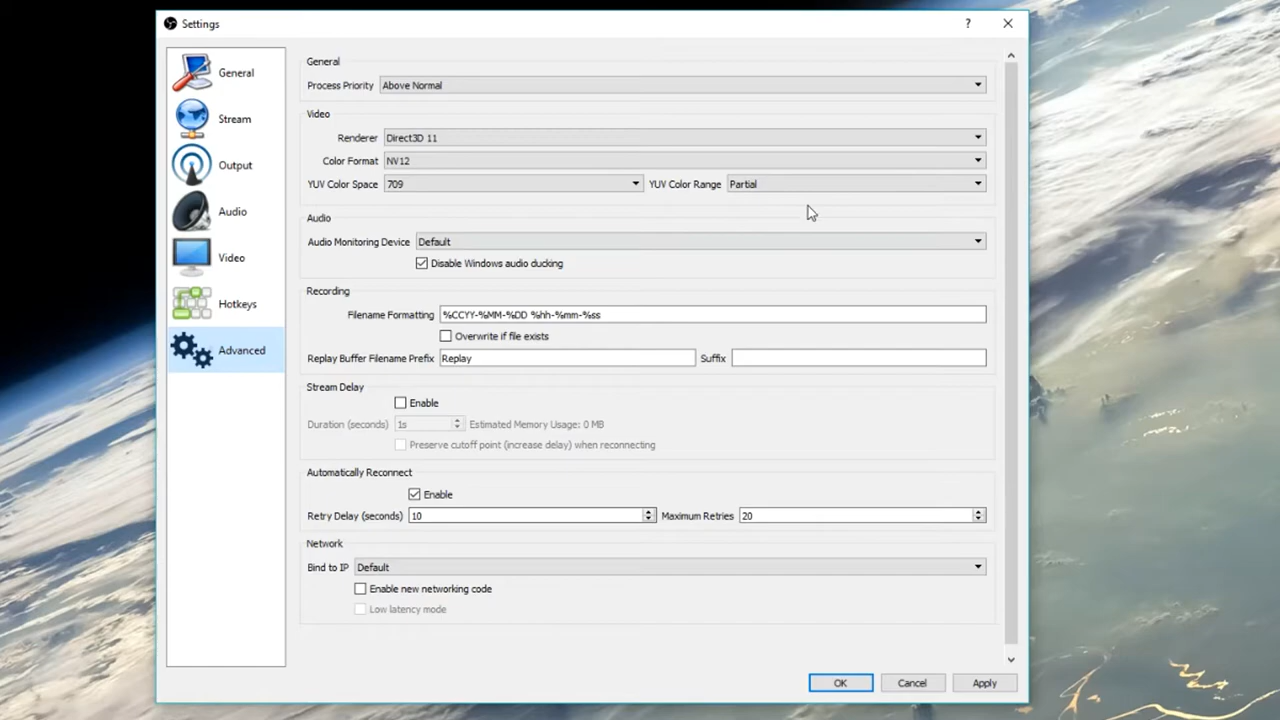 Settings
?
General
Stream
Output
Audio
Video
Hotkeys
Advanced
General
Process Priority Above Normal
Video
Renderer Direct3D 11
Color Format NV12
YUV Color Space 709 YUV Color Range Partial
Audio
Audio Monitoring Device Default
Disable Windows audio ducking
Recording
Filename Formatting %CCYY-%MM-%DD %hh-%mm-%ss
Overwrite if file exists
Replay Buffer Filename Prefix Replay Suffix
Stream Delay
Enable
Duration (seconds) 1s Estimated Memory Usage: 0 MB
Preserve cutoff point (increase delay) when reconnecting
Automatically Reconnect
Enable
Retry Delay (seconds) 10 Maximum Retries 20
Network
Bind to IP Default
Enable new networking code
Low latency mode
OK Cancel Apply